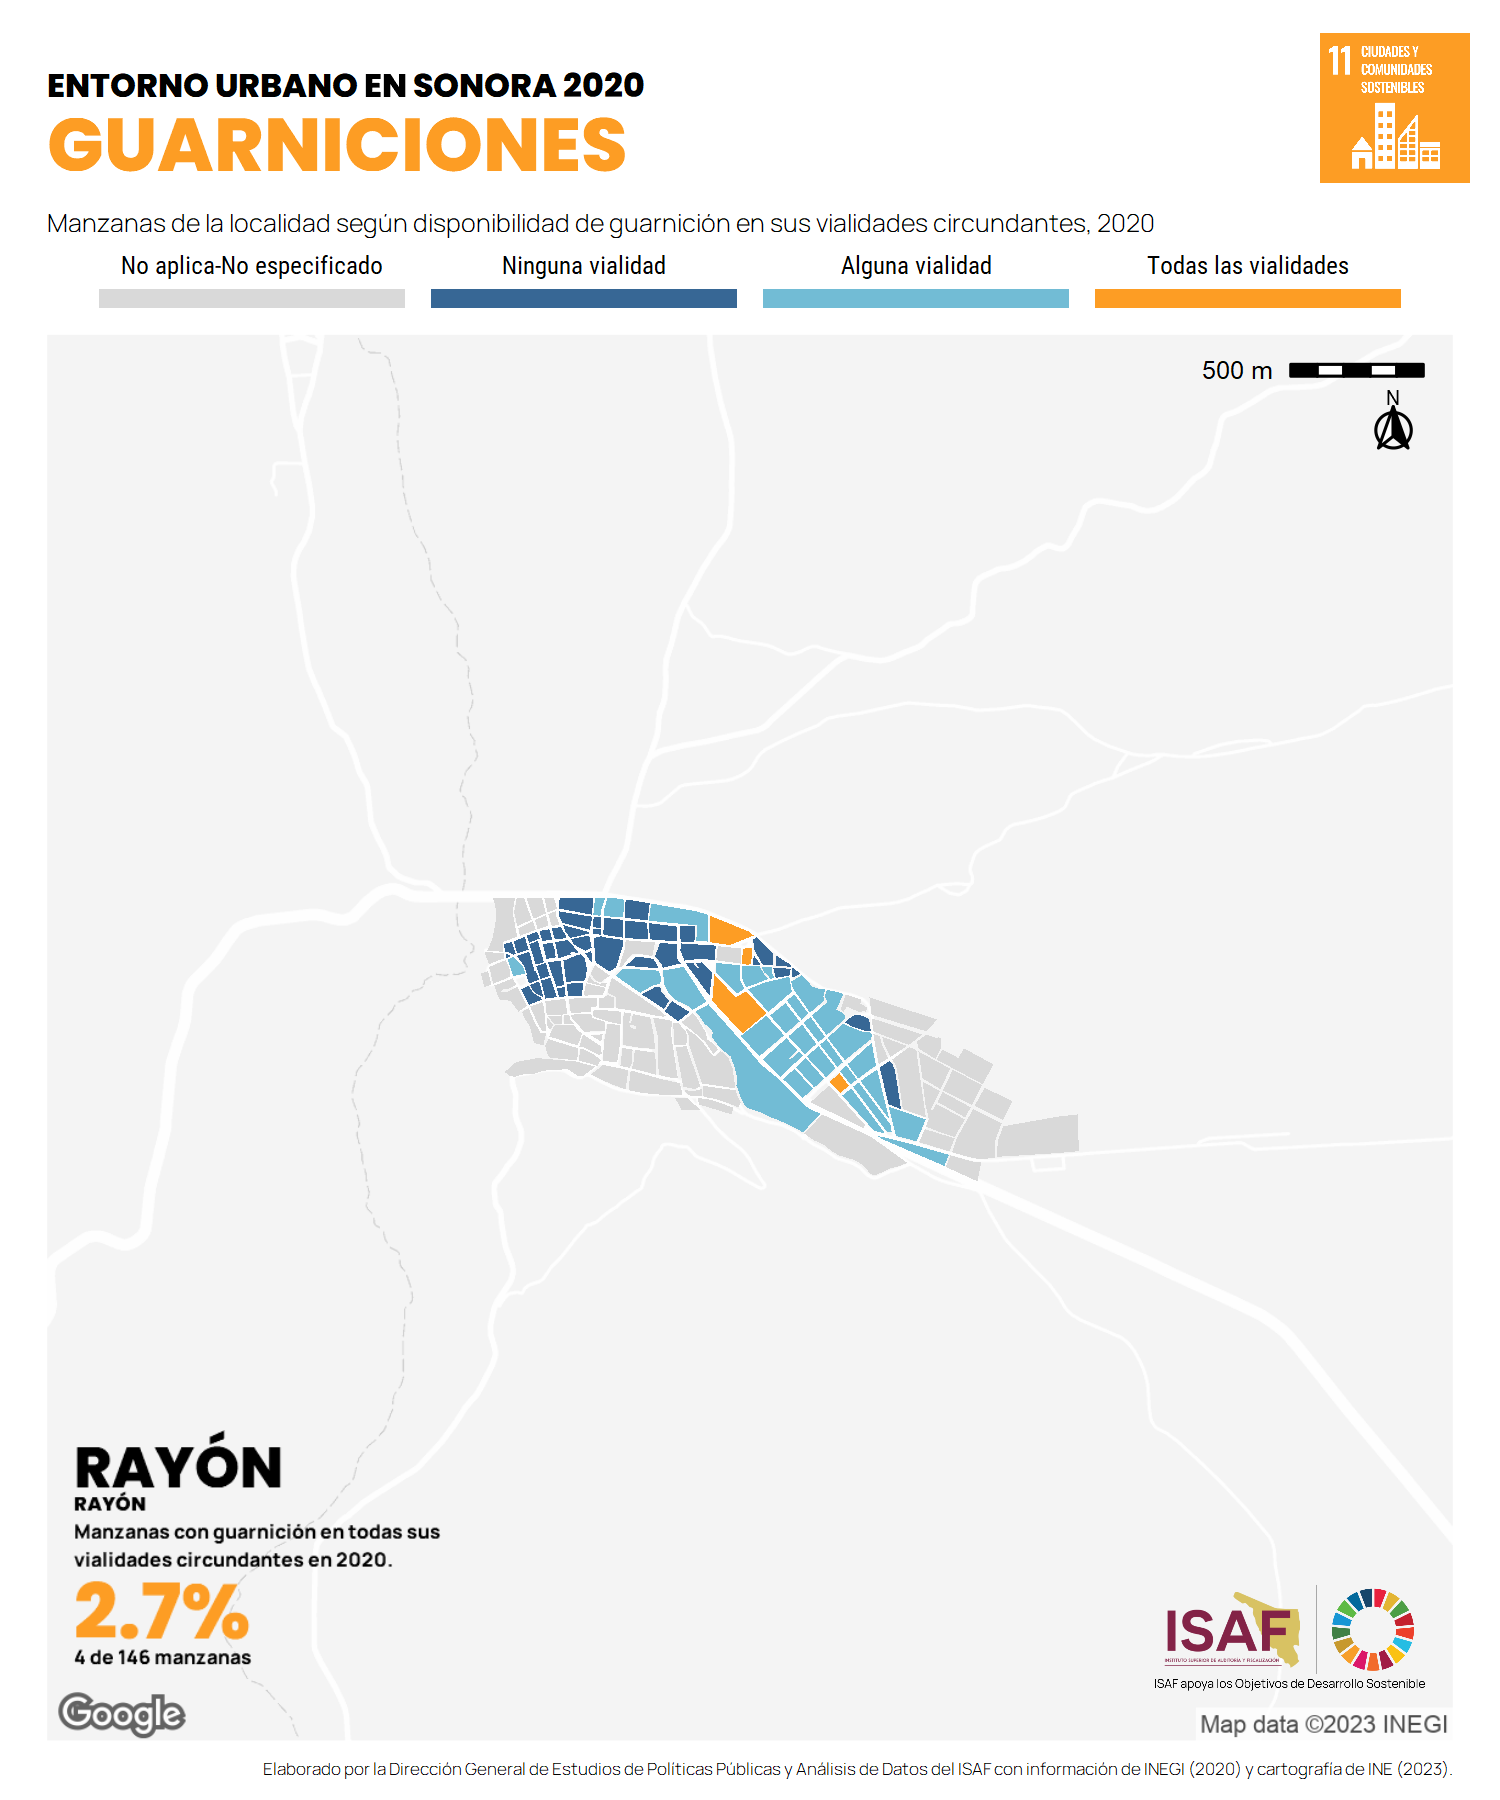 ENTORNO URBANO EN SONORA 2020
GUARNICIONES
11 CIUDADES Y
COMUNIDADES
SOSTENIBLES
Manzanas de la localidad según disponibilidad de guarnición en sus vialidades circundantes, 2020
No aplica-No especificado
Ninguna vialidad
Alguna vialidad
Todas las vialidades
500 m
N
RAYÓN
RAYÓN
Manzanas con guarnición en todas sus
vialidades circundantes en 2020.
2.7%
4 de 146 manzanas
ISAF
INSTITUTO SUPERIOR DE AUDITORÍA Y FISCALIZACIÓN
ISAF apoya los Objetivos de Desarrollo Sostenible
Google
Map data ©2023 INEGI
Elaborado por la Dirección General de Estudios de Políticas Públicas y Análisis de Datos del ISAF con información de INEGI (2020) y cartografía de INE (2023).